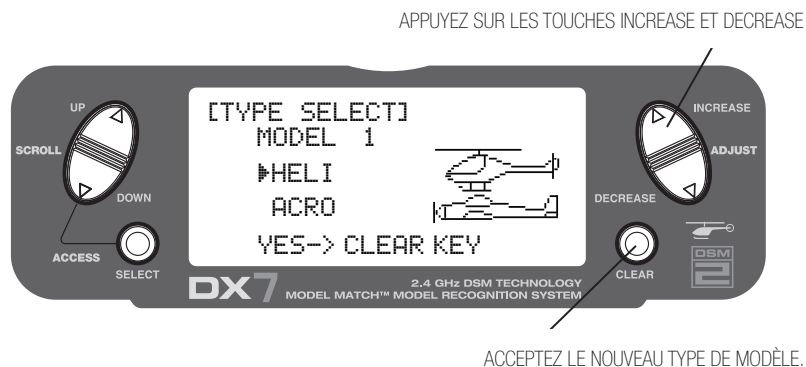 APPUYEZ SUR LES TOUCHES INCREASE ET DECREASE
UP
SCROLL
DOWN
ACCESS
SELECT
[TYPE SELECT]
MODEL 1
HELI
ACRO
YES-> CLEAR KEY
DX7
2.4 GHz DSM TECHNOLOGY
MODEL MATCH™ MODEL RECOGNITION SYSTEM
INCREASE
ADJUST
DECREASE
CLEAR
DSM
2
ACCEPTEZ LE NOUVEAU TYPE DE MODÈLE.